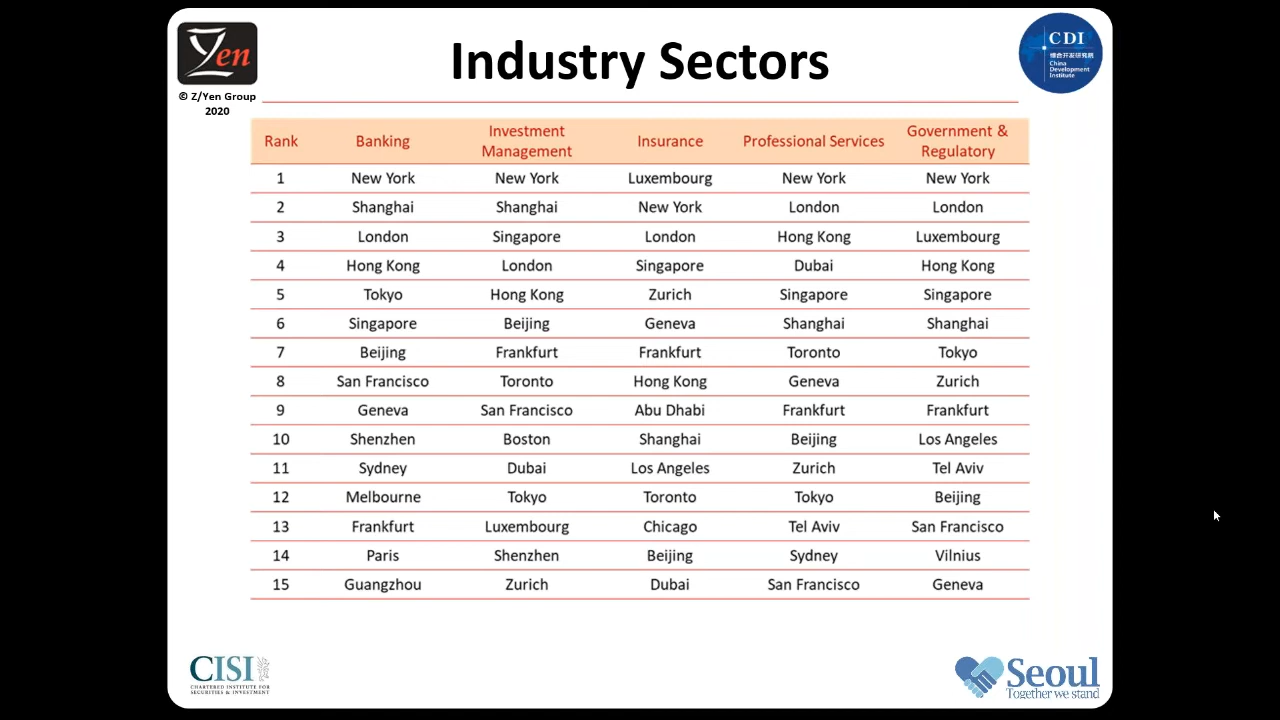 Yen
Industry Sectors
CDI
综合开发研究院
China
Development
Institute
© Z/Yen Group
2020
Rank Banking Investment Management Insurance Professional Services Government & Regulatory
1 New York New York Luxembourg New York New York
2 Shanghai Shanghai New York London London
3 London Singapore London Hong Kong Luxembourg
4 Hong Kong London Singapore Dubai Hong Kong
5 Tokyo Hong Kong Zurich Singapore Singapore
6 Singapore Beijing Geneva Shanghai Shanghai
7 Beijing Frankfurt Frankfurt Toronto Tokyo
8 San Francisco Toronto Hong Kong Geneva Zurich
9 Geneva San Francisco Abu Dhabi Frankfurt Frankfurt
10 Shenzhen Boston Shanghai Beijing Los Angeles
11 Sydney Dubai Los Angeles Zurich Tel Aviv
12 Melbourne Tokyo Toronto Tokyo Beijing
13 Frankfurt Luxembourg Chicago Tel Aviv San Francisco
14 Paris Shenzhen Beijing Sydney Vilnius
15 Guangzhou Zurich Dubai San Francisco Geneva
CISI
CHARTERED INSTITUTE FOR
SECURITIES & INVESTMENT
Seoul
Together we stand